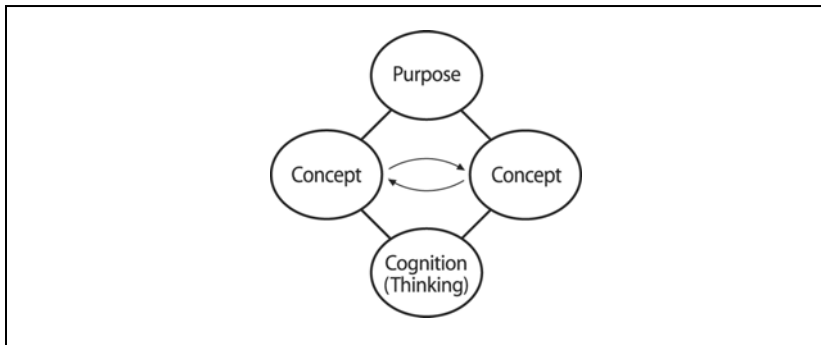 Purpose
Concept
Concept
Cognition
(Thinking)